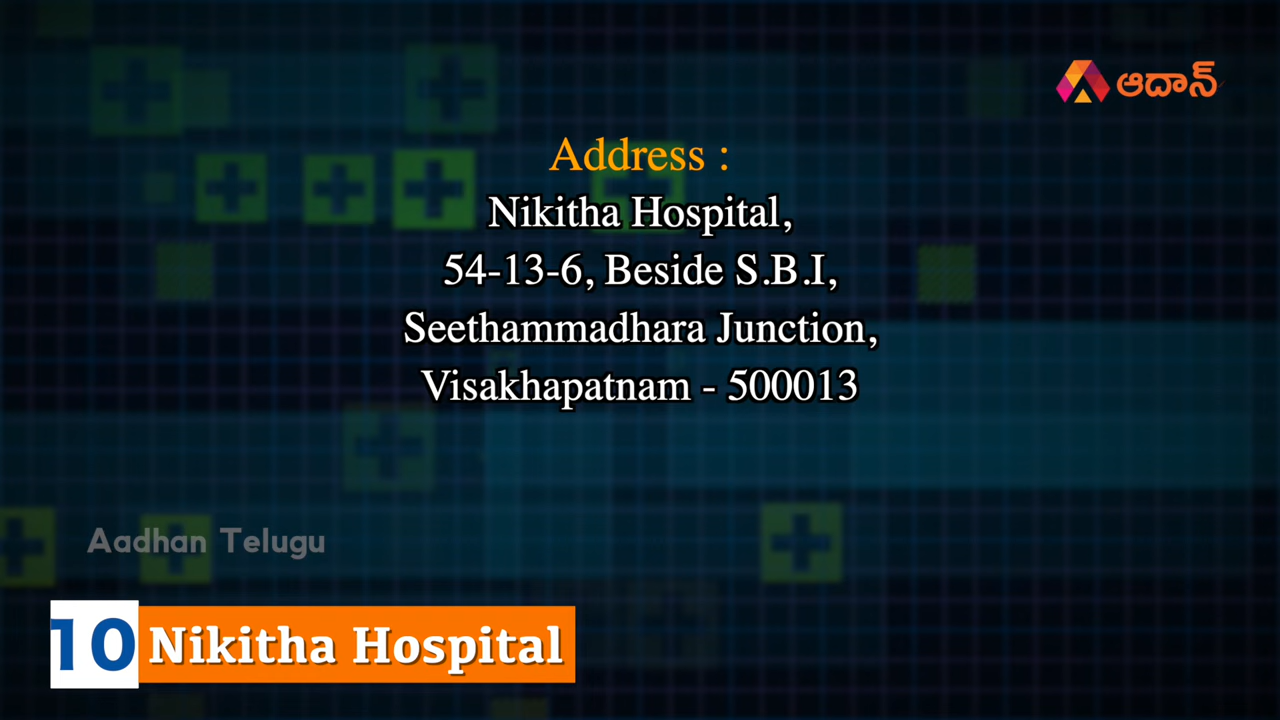 ఆదాన్
Address :
Nikitha Hospital,
54-13-6, Beside S.B.I,
Seethammadhara Junction,
Visakhapatnam - 500013
Aadhan Telugu
10 Nikitha Hospital